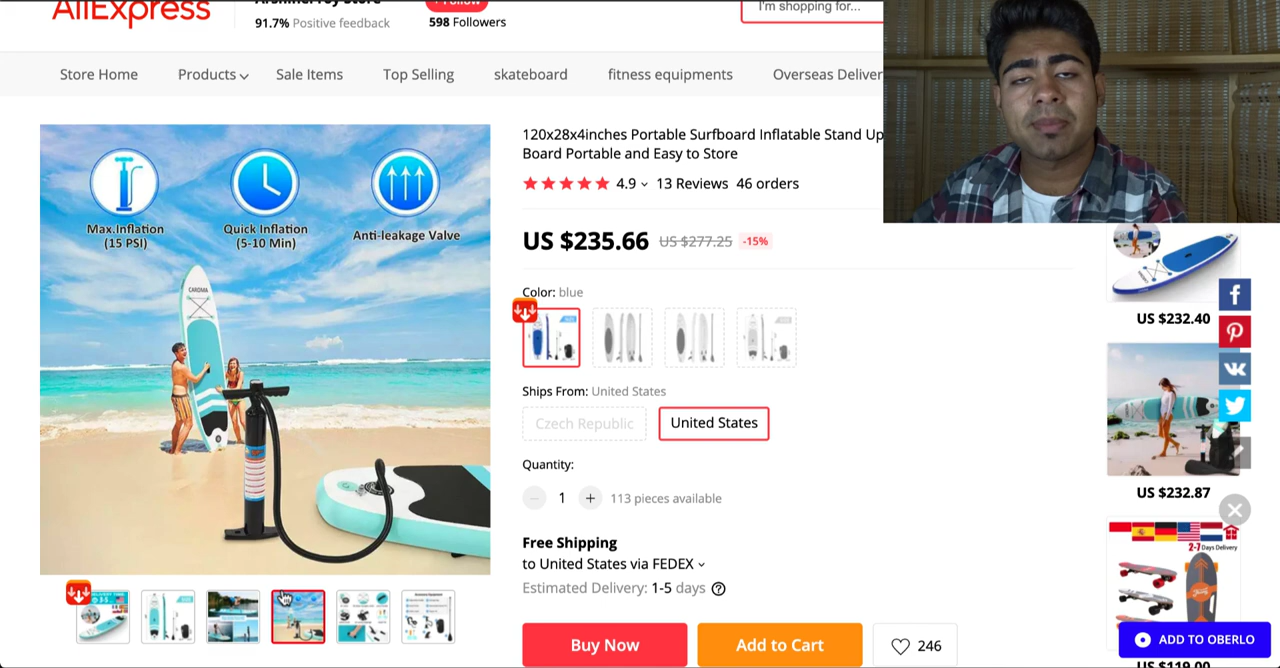 AliExpress
91.7% Positive feedback
+ Follow
598 Followers
I'm shopping for...
Store Home
Products
Sale Items
Top Selling
skateboard
fitness equipments
Overseas Deliver
Max.Inflation
(15 PSI)
Quick Inflation
(5-10 Min)
Anti-leakage Valve
CAROMA
120x28x4inches Portable Surfboard Inflatable Stand Up
Board Portable and Easy to Store
4.9
13 Reviews
46 orders
US $235.66
US $277.25
-15%
Color: blue
Ships From: United States
Czech Republic
United States
Quantity:
1
113 pieces available
Free Shipping
to United States via FEDEX
Estimated Delivery: 1-5 days
Buy Now
Add to Cart
246
US $232.40
US $232.87
2-7 Days Delivery
ADD TO OBERLO
US $119.00